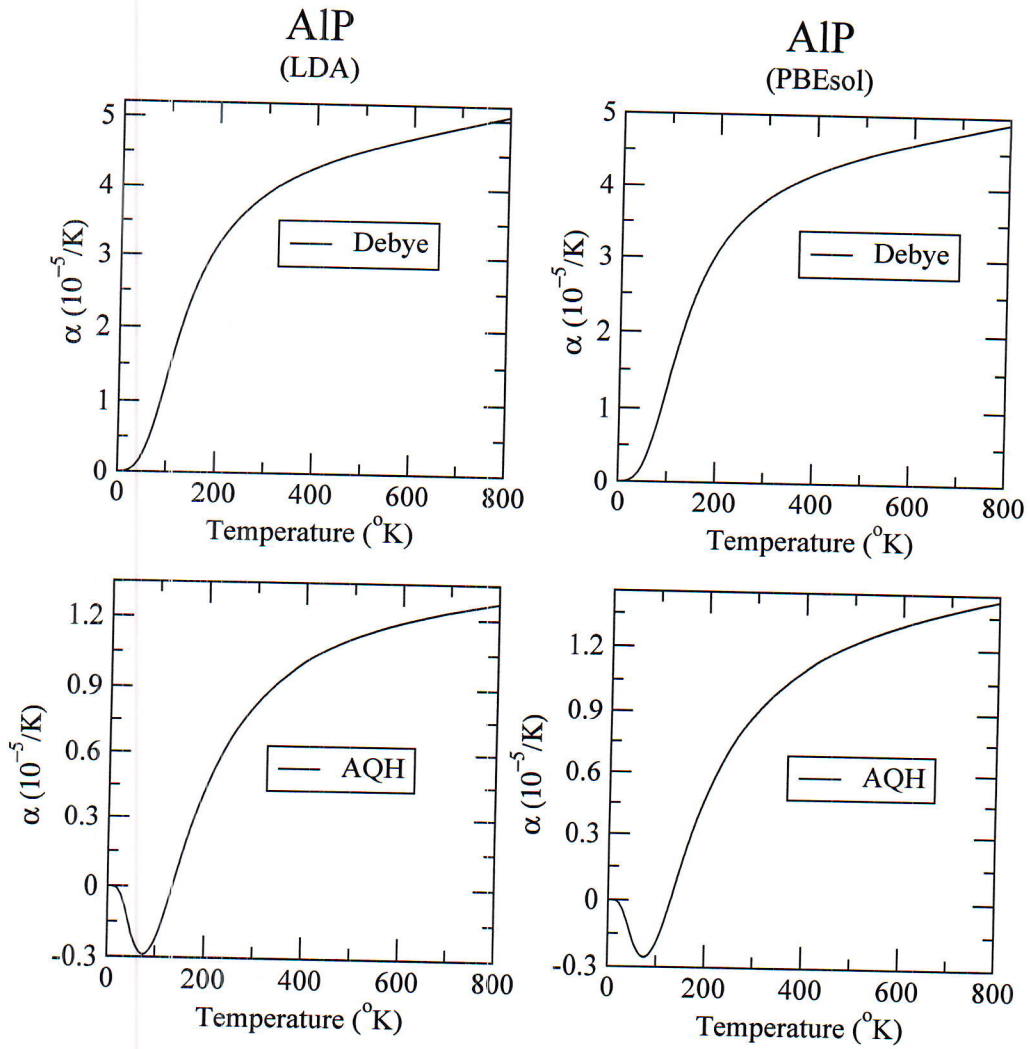 AlP
(LDA)
5
4
3
2
1
0
α (10⁻⁵/K)
Debye
0 200 400 600 800
Temperature (°K)
AlP
(PBEsol)
5
4
3
2
1
0
α (10⁻⁵/K)
Debye
0 200 400 600 800
Temperature (°K)
1.2
0.9
0.6
0.3
0
-0.3
α (10⁻⁵/K)
AQH
0 200 400 600 800
Temperature (°K)
1.2
0.9
0.6
0.3
0
-0.3
α (10⁻⁵/K)
AQH
0 200 400 600 800
Temperature (°K)